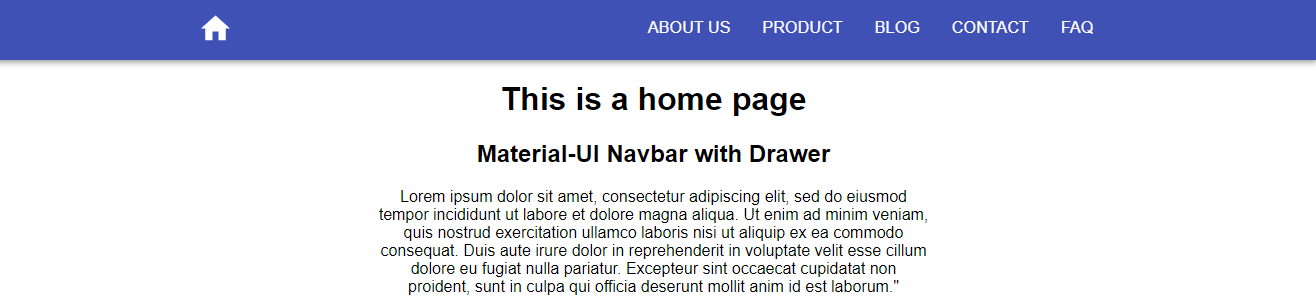 ABOUT US PRODUCT BLOG CONTACT FAQ
This is a home page
Material-UI Navbar with Drawer
Lorem ipsum dolor sit amet, consectetur adipiscing elit, sed do eiusmod
tempor incididunt ut labore et dolore magna aliqua. Ut enim ad minim veniam,
quis nostrud exercitation ullamco laboris nisi ut aliquip ex ea commodo
consequat. Duis aute irure dolor in reprehenderit in voluptate velit esse cillum
dolore eu fugiat nulla pariatur. Excepteur sint occaecat cupidatat non
proident, sunt in culpa qui officia deserunt mollit anim id est laborum."